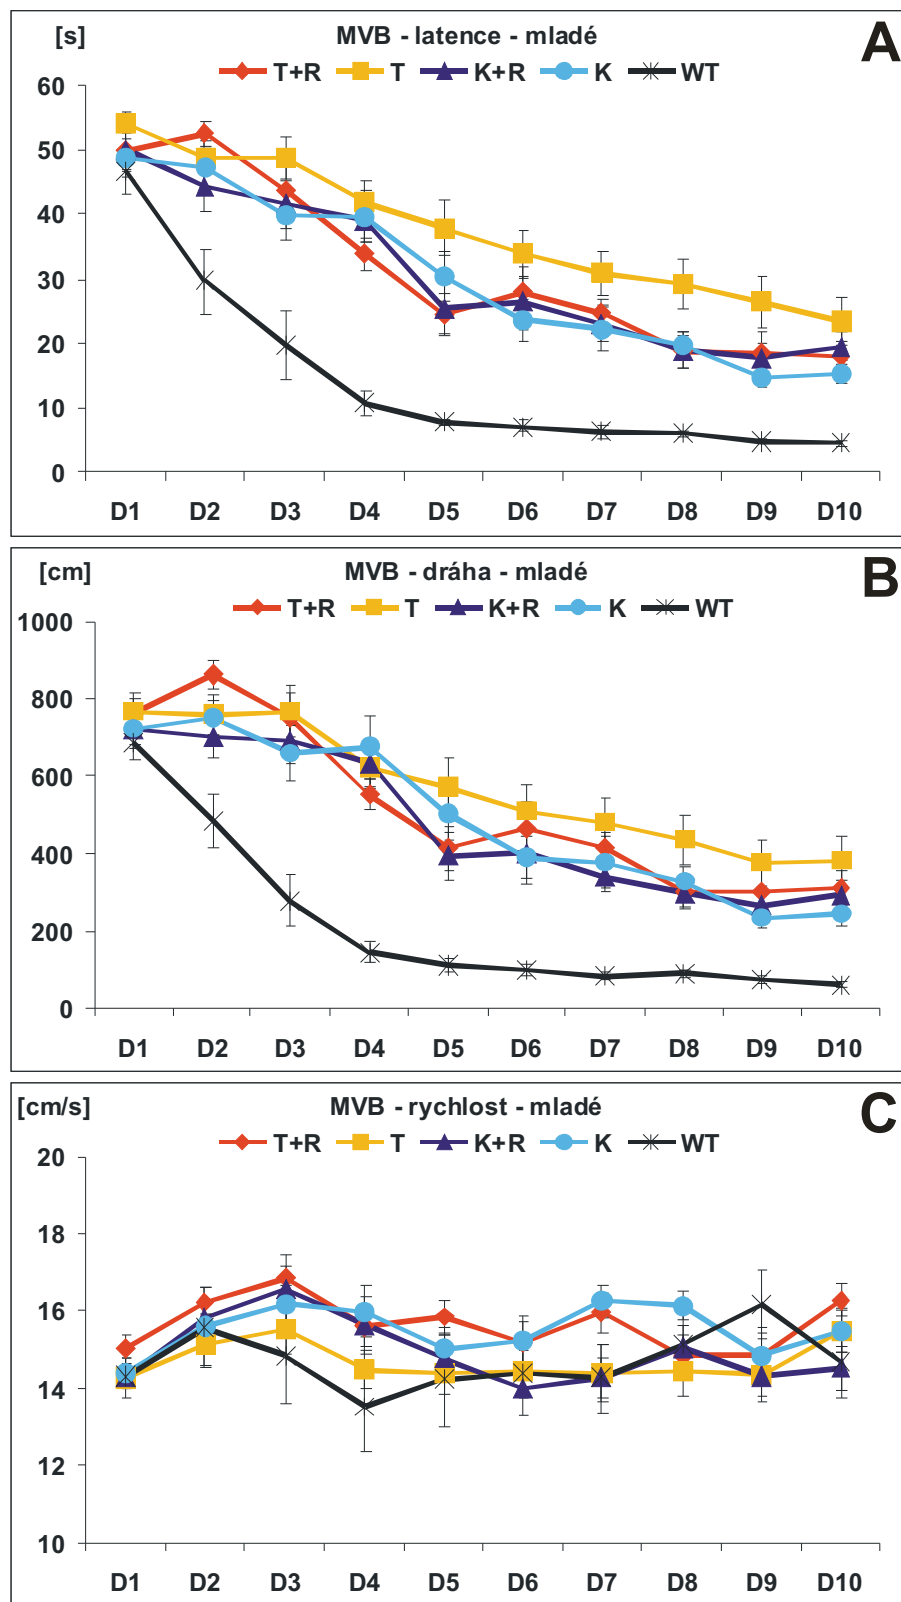 [s] MVB - latence - mladé A
T+R T K+R K WT
60
50
40
30
20
10
0
D1 D2 D3 D4 D5 D6 D7 D8 D9 D10
[cm] MVB - dráha - mladé B
T+R T K+R K WT
1000
800
600
400
200
0
D1 D2 D3 D4 D5 D6 D7 D8 D9 D10
[cm/s] MVB - rychlost - mladé C
T+R T K+R K WT
20
18
16
14
12
10
D1 D2 D3 D4 D5 D6 D7 D8 D9 D10